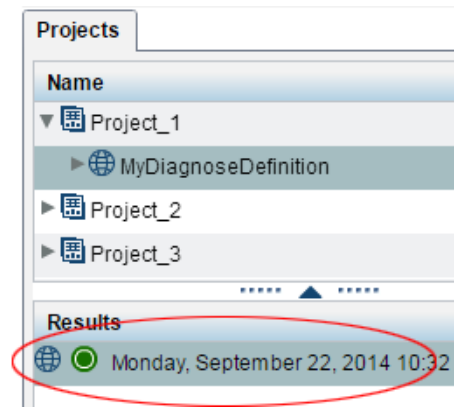 Projects
Name
Project_1
MyDiagnoseDefinition
Project_2
Project_3
Results
Monday, September 22, 2014 10:32